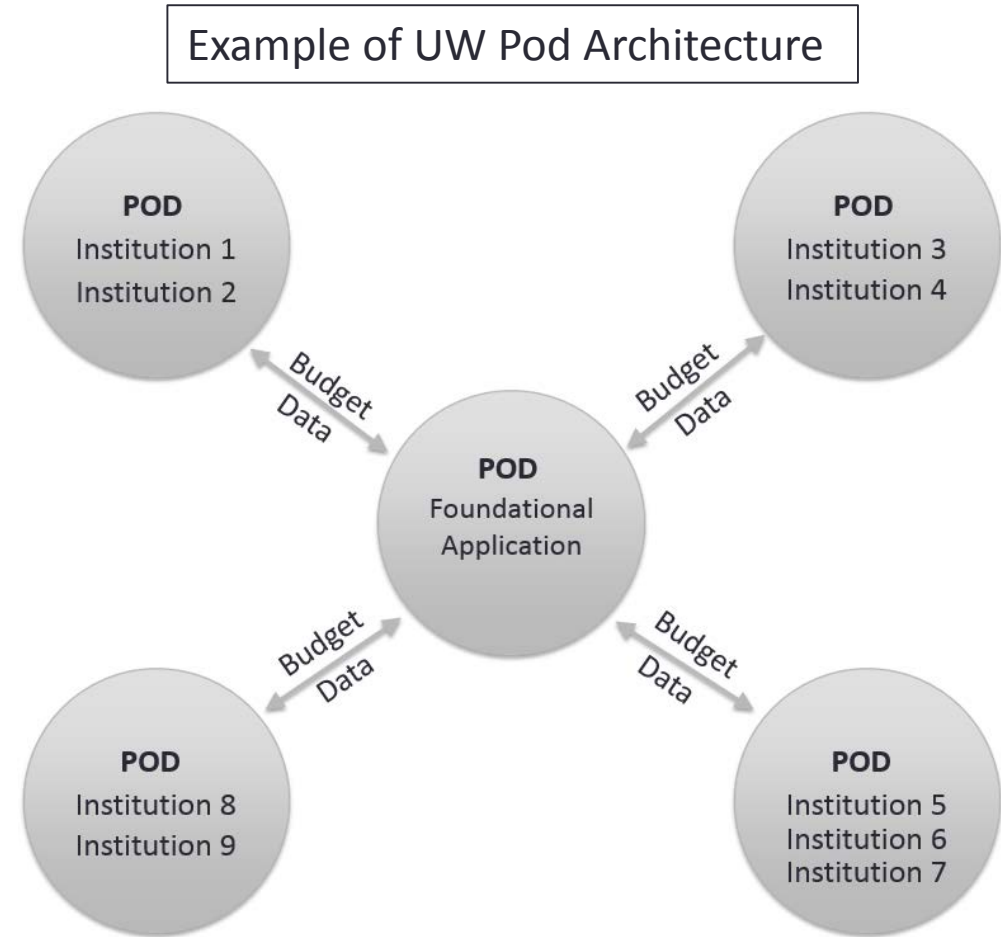 Example of UW Pod Architecture
POD
Institution 1
Institution 2
POD
Institution 3
Institution 4
Budget
Data
Budget
Data
POD
Foundational
Application
Budget
Data
Budget
Data
POD
Institution 8
Institution 9
POD
Institution 5
Institution 6
Institution 7